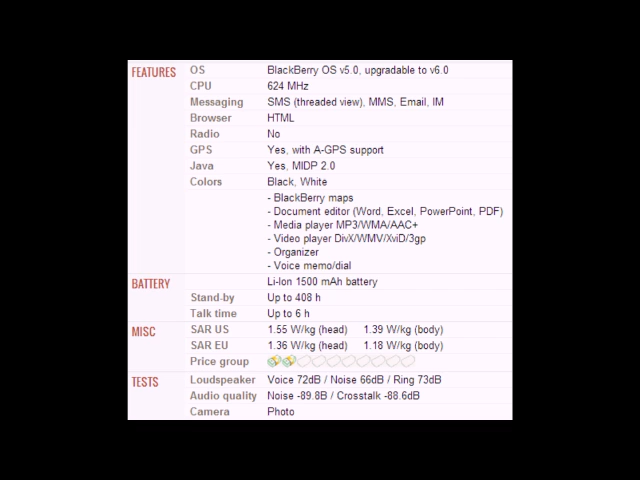 FEATURES OS BlackBerry OS v5.0, upgradable to v6.0
CPU 624 MHz
Messaging SMS (threaded view), MMS, Email, IM
Browser HTML
Radio No
GPS Yes, with A-GPS support
Java Yes, MIDP 2.0
Colors Black, White
- BlackBerry maps
- Document editor (Word, Excel, PowerPoint, PDF)
- Media player MP3/WMA/AAC+
- Video player DivX/WMV/XviD/3gp
- Organizer
- Voice memo/dial
BATTERY Li-Ion 1500 mAh battery
Stand-by Up to 408 h
Talk time Up to 6 h
MISC SAR US 1.55 W/kg (head) 1.39 W/kg (body)
SAR EU 1.36 W/kg (head) 1.18 W/kg (body)
Price group
TESTS Loudspeaker Voice 72dB / Noise 66dB / Ring 73dB
Audio quality Noise -89.8B / Crosstalk -88.6dB
Camera Photo